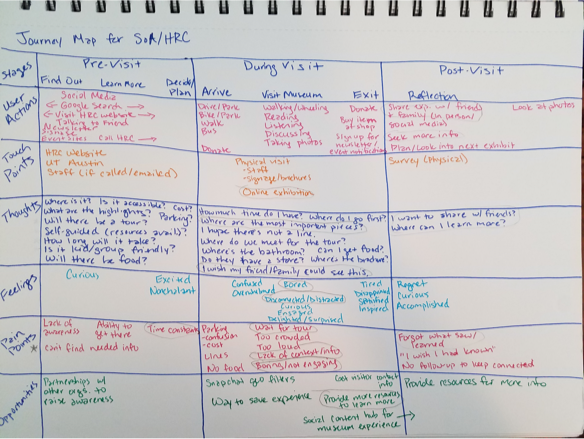 Journey Map for SoA/HRC
Stages
Pre-Visit
Find Out Learn More Decide/Plan
During Visit
Arrive Visit Museum Exit
Post-Visit
Reflection
User Actions
Social Media
← Google Search →
← Visit HRC website →
Talking to Friend
Newsletter
Event Sites Call HRC →
Drive/Park
Bike/Park
Walk
Bus
Donate
Walking/Wheeling
Reading
Listening
Discussing
Taking photos
Donate
Buy item at shop
Sign up for newsletter/event notification
Share exp. w/ friends
& family (in person/
social media)
Seek more info
Plan/Look into next exhibit
Look at photos
Touch Points
HRC website
UT Austin
Staff (if called/emailed)
Physical visit
- Staff
- signage/brochures
Online exhibition
Survey (physical)
Thoughts
Where is it? Is it accessible? Cost?
What are the highlights?
Will there be a tour? Parking?
Self-guided (resources avail)?
How long will it take?
Is it kid/group friendly?
Will there be food?
How much time do I have? Where do I go first?
Where are the most important pieces?
I hope there's not a line.
Where do we meet for the tour?
Where's the bathroom? Can I get food?
Do they have a store? Where's the
I wish my friend/family could see this.
I want to share w/ friends?
Where can I learn more?
Feelings
Curious
Excited
Nonchalant
Confused
Overwhelmed
Bored
Disconnected/Distracted
Curious
Engaged
Delighted/Surprised
Tired
Disappointed
Satisfied
Inspired
Regret
Curious
Accomplished
Pain Points
*
Lack of awareness
Ability to get there
Time constraints
Can't find needed info
Parking
-confusion
-cost
Lines
No food
Wait for tour
Too crowded
Too loud
Lack of context/info
Boring/not engaging
Forgot what saw/
learned
"I wish I had known"
No followup to keep connected
Opportunities
Partnerships w/
other orgs. to
raise awareness
Snapchat geo filters
Way to save experience
Get visitor contact
info
Provide more resources
to learn more
Social content hub for
museum experience →
Provide resources for more info